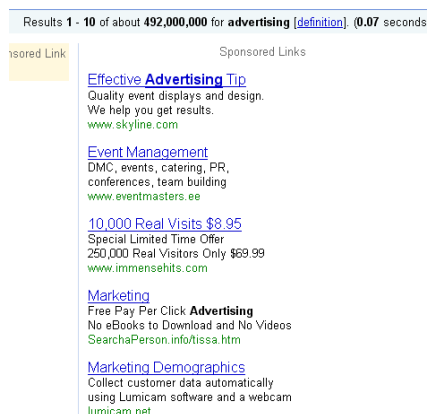 Results 1 - 10 of about 492,000,000 for advertising [definition]. (0.07 seconds
nsored Link
Sponsored Links
Effective Advertising Tip
Quality event displays and design.
We help you get results.
www.skyline.com
Event Management
DMC, events, catering, PR,
conferences, team building
www.eventmasters.ee
10,000 Real Visits $8.95
Special Limited Time Offer
250,000 Real Visitors Only $69.99
www.immensehits.com
Marketing
Free Pay Per Click Advertising
No eBooks to Download and No Videos
SearchaPerson.info/tissa.htm
Marketing Demographics
Collect customer data automatically
using Lumicam software and a webcam
lumicam.net